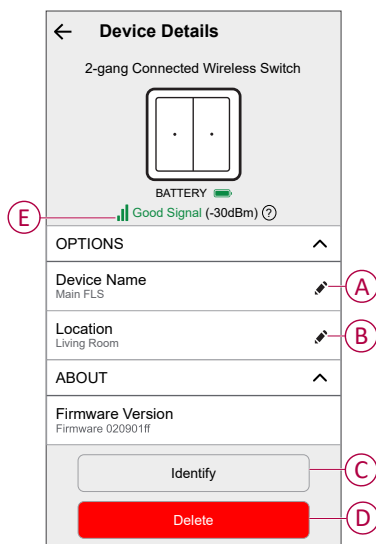 Device Details
2-gang Connected Wireless Switch
BATTERY
E
Good Signal (-30dBm) ?
OPTIONS
Device Name
Main FLS
A
Location
Living Room
B
ABOUT
Firmware Version
Firmware 020901ff
Identify
C
Delete
D